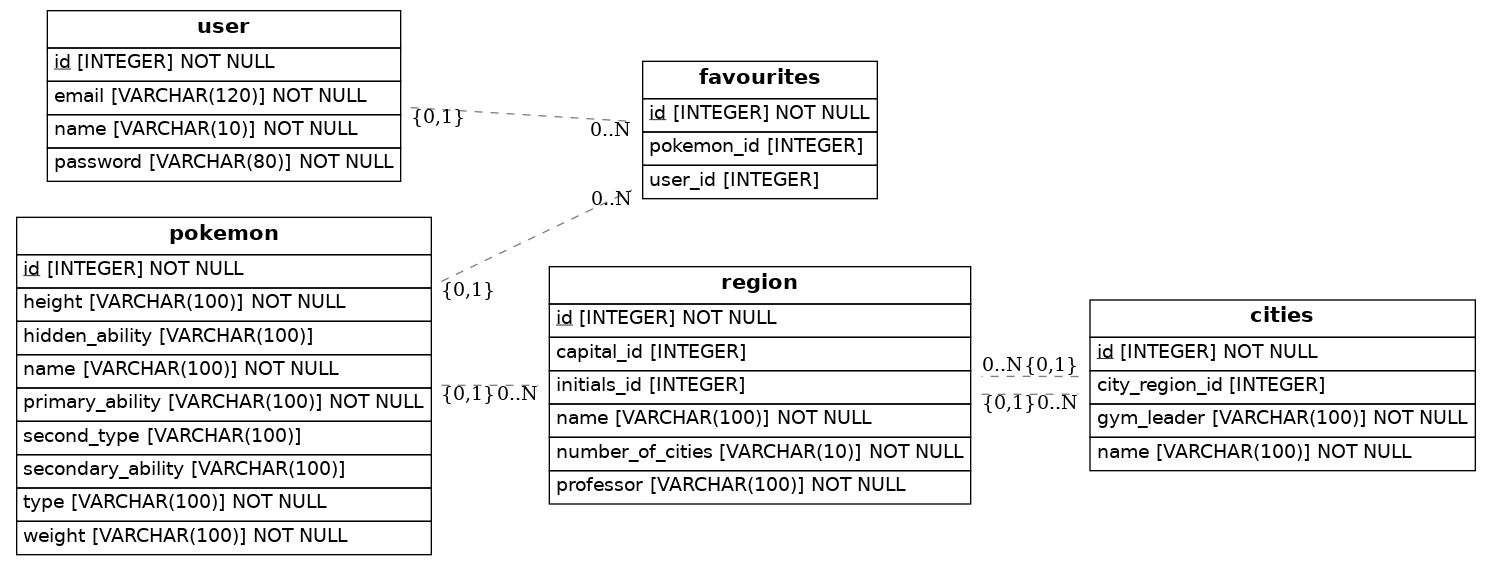 user
id [INTEGER] NOT NULL
email [VARCHAR(120)] NOT NULL
name [VARCHAR(10)] NOT NULL
password [VARCHAR(80)] NOT NULL
{0,1}
0..N
favourites
id [INTEGER] NOT NULL
pokemon_id [INTEGER]
user_id [INTEGER]
0..N
{0,1}
pokemon
id [INTEGER] NOT NULL
height [VARCHAR(100)] NOT NULL
hidden_ability [VARCHAR(100)]
name [VARCHAR(100)] NOT NULL
primary_ability [VARCHAR(100)] NOT NULL
second_type [VARCHAR(100)]
secondary_ability [VARCHAR(100)]
type [VARCHAR(100)] NOT NULL
weight [VARCHAR(100)] NOT NULL
{0,1}
0..N
region
id [INTEGER] NOT NULL
capital_id [INTEGER]
initials_id [INTEGER]
name [VARCHAR(100)] NOT NULL
number_of_cities [VARCHAR(10)] NOT NULL
professor [VARCHAR(100)] NOT NULL
0..N
{0,1}
{0,1}
0..N
cities
id [INTEGER] NOT NULL
city_region_id [INTEGER]
gym_leader [VARCHAR(100)] NOT NULL
name [VARCHAR(100)] NOT NULL